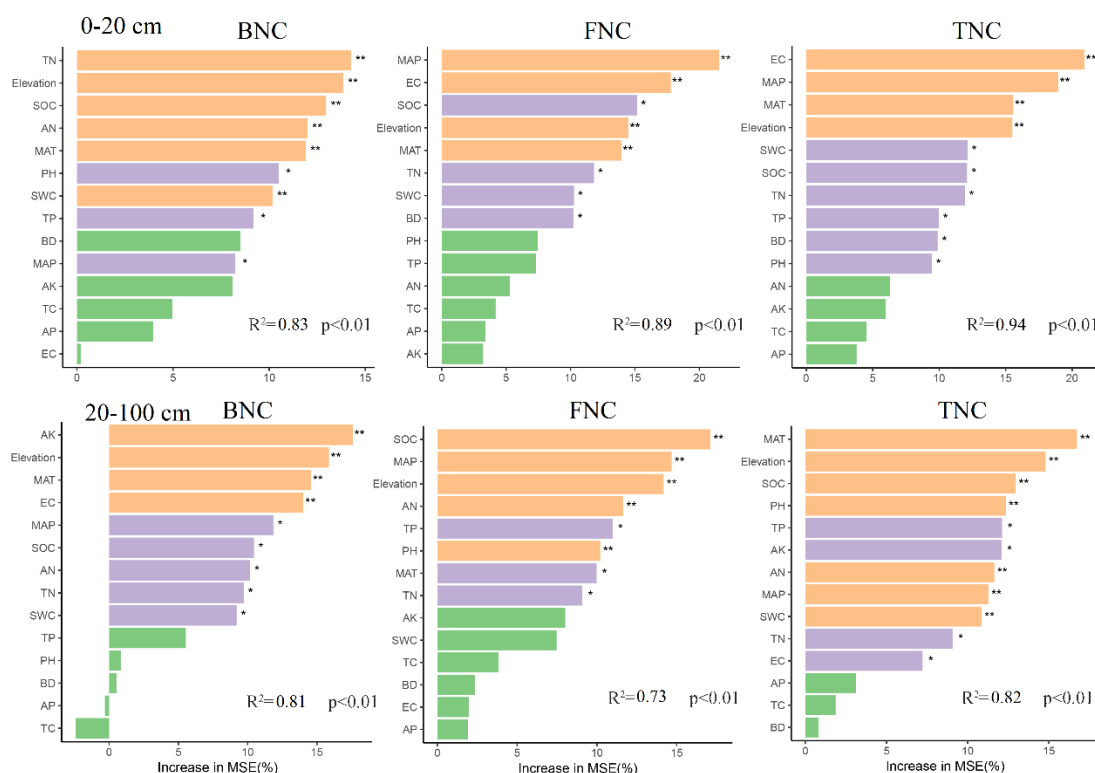 0-20 cm
BNC
TN **
Elevation **
SOC **
AN **
MAT **
PH *
SWC **
TP *
BD
MAP *
AK
TC
AP
EC
R²=0.83 p<0.01
0 5 10 15
FNC
MAP **
EC **
SOC *
Elevation **
MAT **
TN *
SWC *
BD *
PH
TP
AN
TC
AP
AK
R²=0.89 p<0.01
0 5 10 15 20
TNC
EC **
MAP **
MAT **
Elevation **
SWC *
SOC *
TN *
TP *
BD *
PH *
AN
AK
TC
AP
R²=0.94 p<0.01
0 5 10 15 20
20-100 cm
BNC
AK **
Elevation **
MAT **
EC **
MAP *
SOC *
AN *
TN *
SWC *
TP
PH
BD
AP
TC
R²=0.81 p<0.01
0 5 10 15
Increase in MSE(%)
FNC
SOC **
MAP **
Elevation **
AN **
TP *
PH **
MAT *
TN *
AK
SWC
TC
BD
EC
AP
R²=0.73 p<0.01
0 5 10 15
Increase in MSE(%)
TNC
MAT **
Elevation **
SOC **
PH **
TP *
AK *
AN **
MAP **
SWC **
TN *
EC *
AP
TC
BD
R²=0.82 p<0.01
0 5 10 15
Increase in MSE(%)